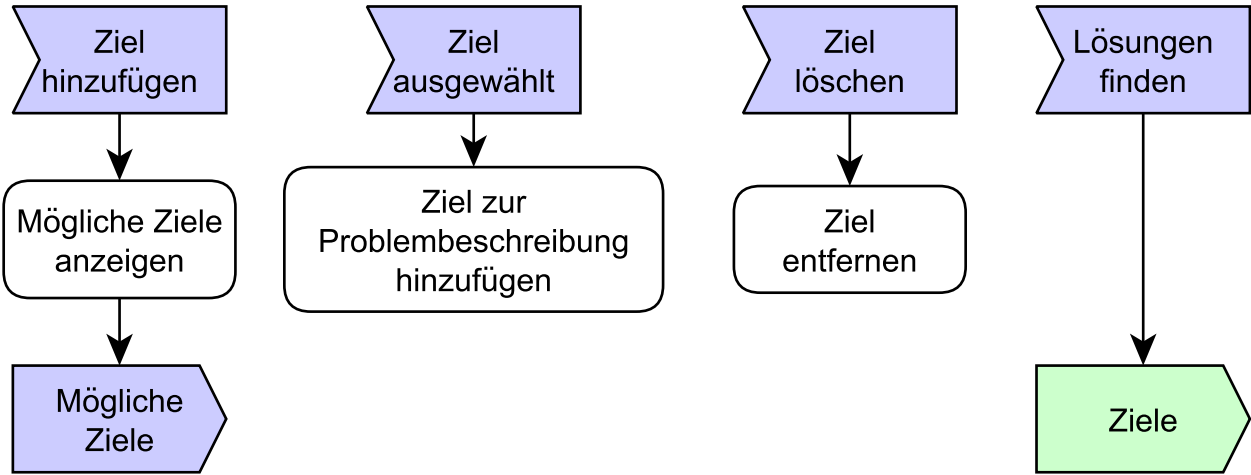 Ziel
hinzufügen
Ziel
ausgewählt
Ziel
löschen
Lösungen
finden
Mögliche Ziele
anzeigen
Ziel zur
Problembeschreibung
hinzufügen
Ziel
entfernen
Mögliche
Ziele
Ziele